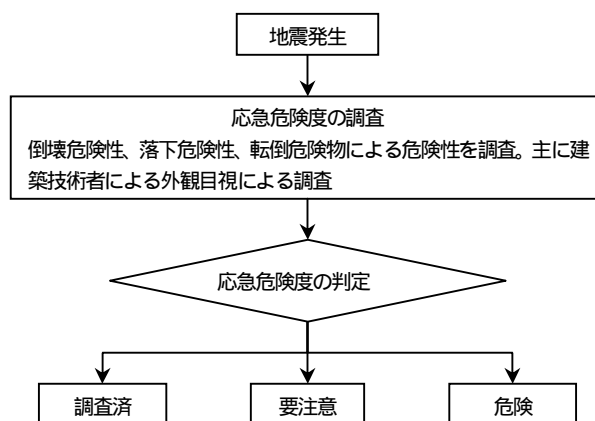 地震発生
応急危険度の調査
倒壊危険性、落下危険性、転倒危険物による危険性を調査。主に建
築技術者による外観目視による調査
応急危険度の判定
調査済
要注意
危険